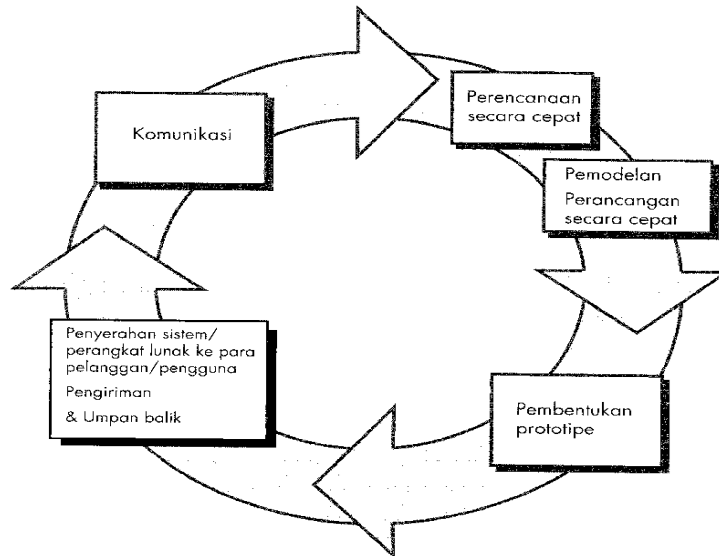 Komunikasi
Perencanaan
secara cepat
Pemodelan
Perancangan
secara cepat
Pembentukan
prototipe
Penyerahan sistem/
perangkat lunak ke para
pelanggan/pengguna
Pengiriman
& Umpan balik